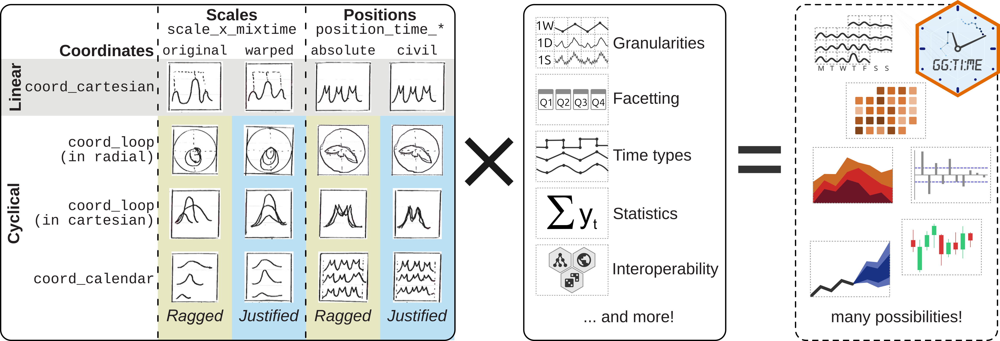 Scales
scale_x_mixtime
Positions
position_time_*
Coordinates
original
warped
absolute
civil
Linear
coord_cartesian
Cyclical
coord_loop
(in radial)
coord_loop
(in cartesian)
coord_calendar
Ragged
Justified
Ragged
Justified
1W
1D
1S
Granularities
Q1
Q2
Q3
Q4
Facetting
Time types
∑ yt
Statistics
Interoperability
... and more!
M T W T F S S
GG:TI:ME
many possibilities!